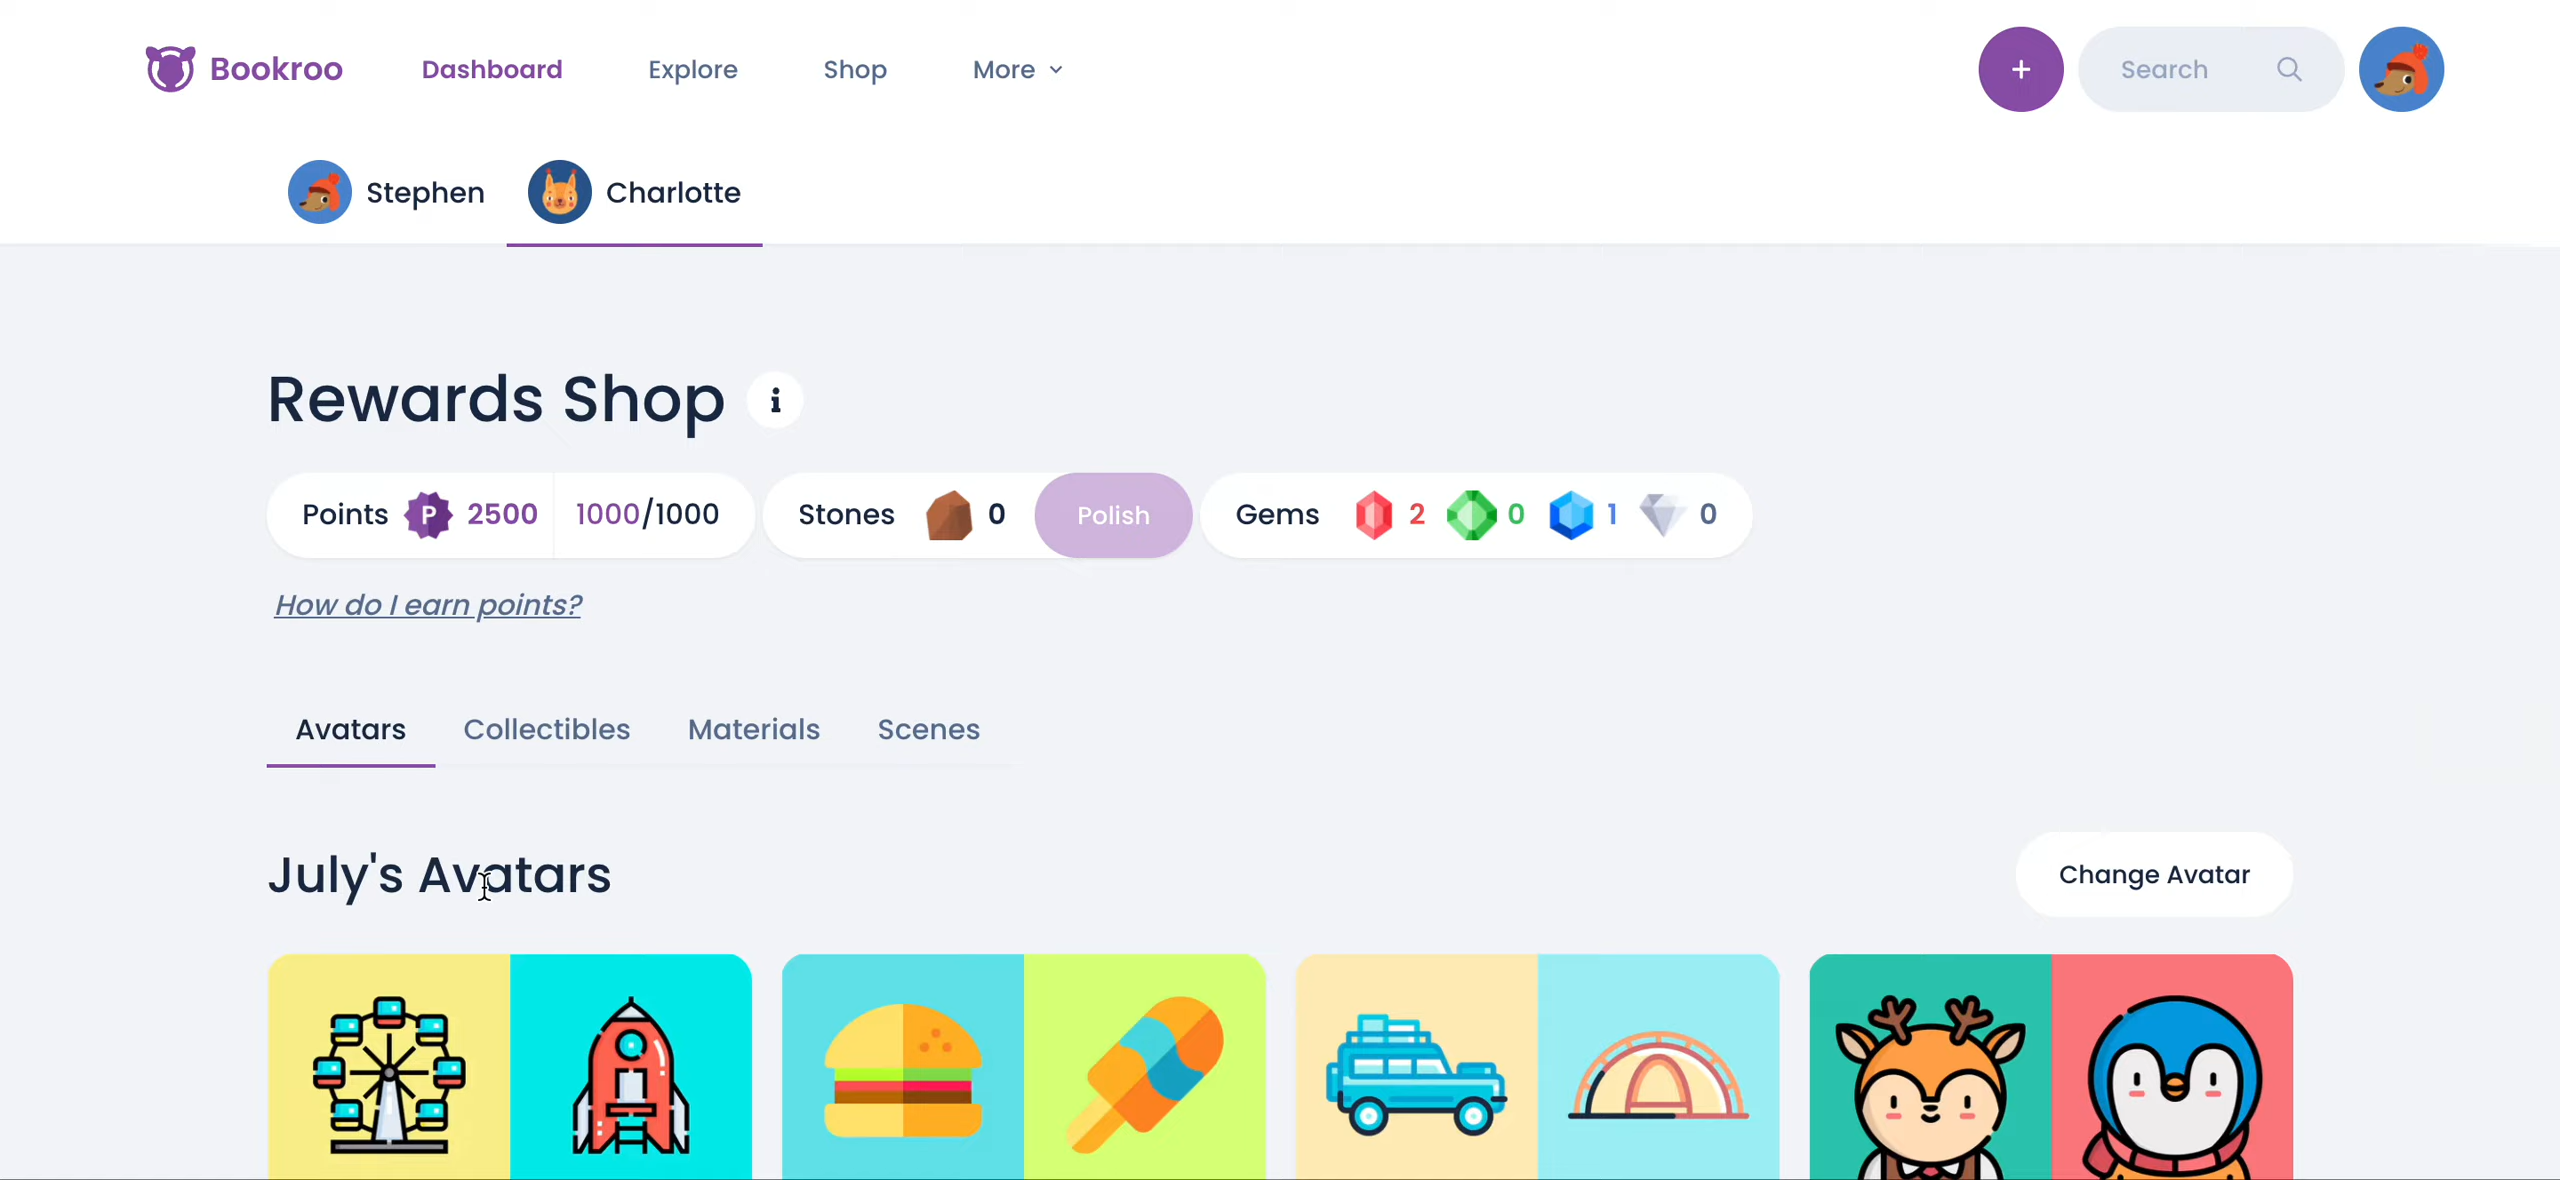 Bookroo Dashboard Explore Shop More + Search
Stephen Charlotte
Rewards Shop i
Points P 2500 1000/1000 Stones 0 Polish Gems 2 0 1 0
How do I earn points?
Avatars Collectibles Materials Scenes
July's Avatars Change Avatar